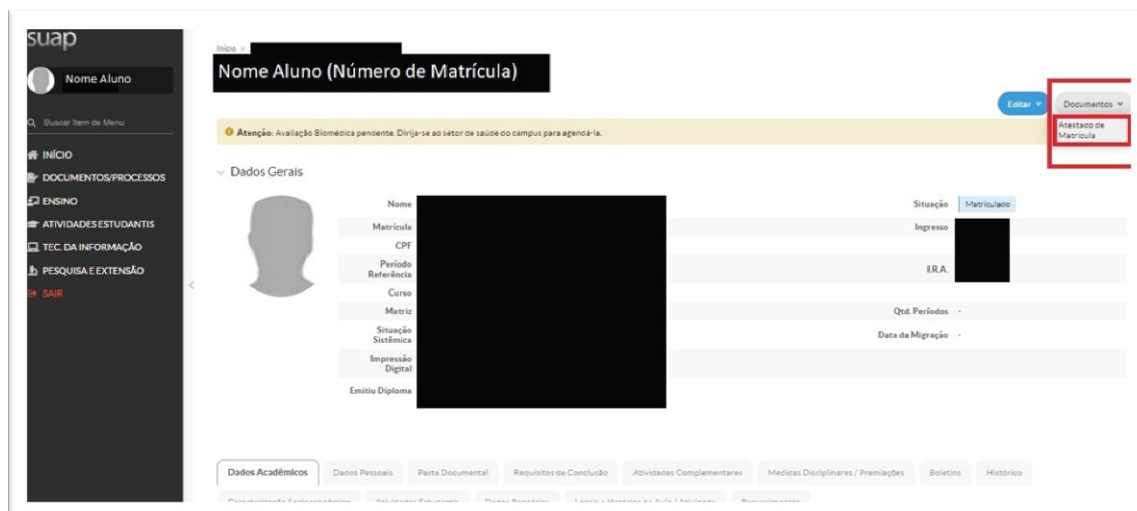 suap
Nome Aluno
Buscar Item de Menu
INÍCIO
DOCUMENTOS/PROCESSOS
ENSINO
ATIVIDADES ESTUDANTIS
TEC. DA INFORMAÇÃO
PESQUISA E EXTENSÃO
SAIR
Início »
Nome Aluno (Número de Matrícula)
Editar
Documentos
Atestado de
Matrícula
Atenção: Avaliação Biomédica pendente. Dirija-se ao setor de saúde do campus para agendá-la.
Dados Gerais
Nome
Situação Matriculado
Matrícula
Ingresso
CPF
Período
Referência
I.R.A.
Curso
Matriz
Qtd. Períodos -
Situação
Sistêmica
Data da Migração -
Impressão
Digital
Emitiu Diploma
Dados Acadêmicos Dados Pessoais Pasta Documental Requisitos de Conclusão Atividades Complementares Medidas Disciplinares / Premiações Boletins Histórico